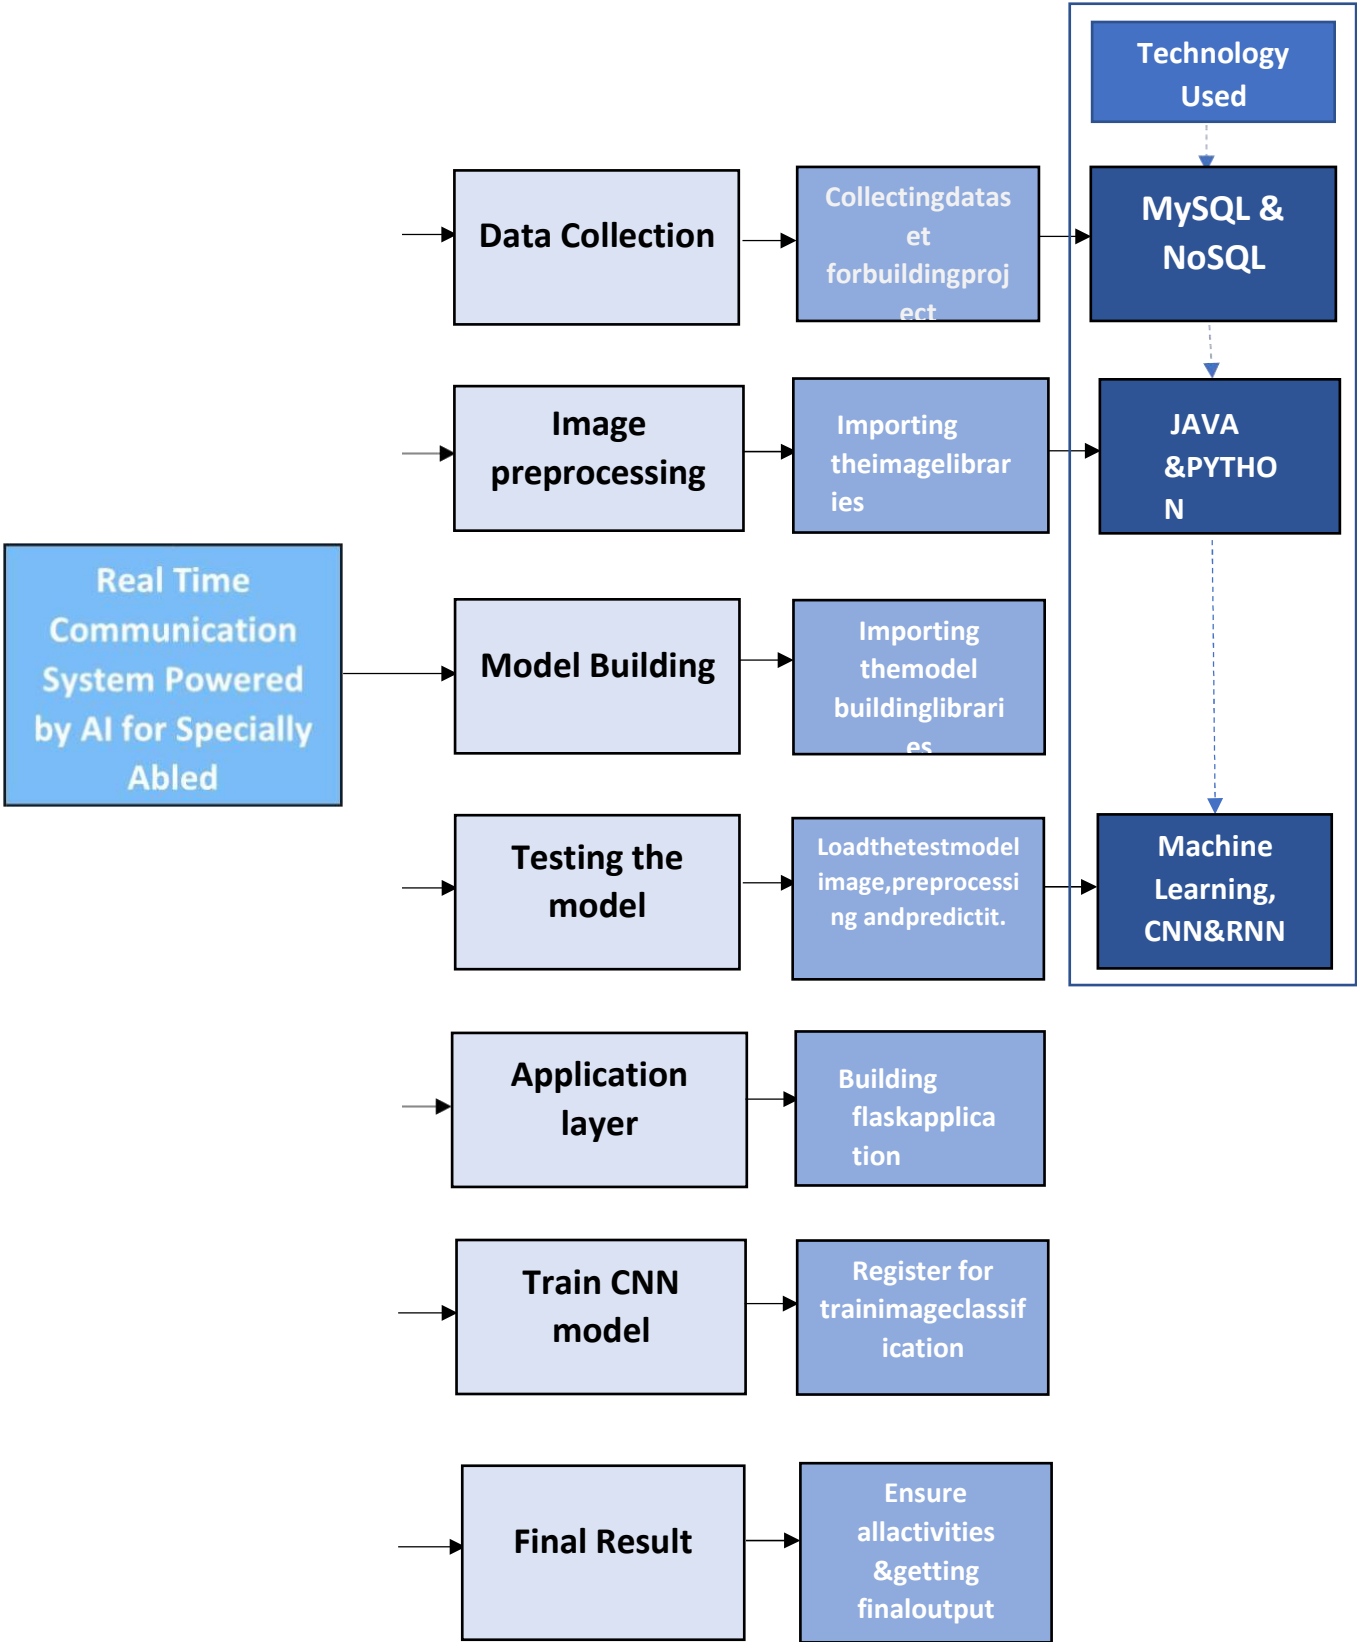 Technology
Used
Data Collection
Collectingdatas
et
forbuildingproj
ect
MySQL &
NoSQL
Image
preprocessing
Importing
theimagelibrar
ies
JAVA
&PYTHO
N
Real Time
Communication
System Powered
by AI for Specially
Abled
Model Building
Importing
themodel
buildinglibrari
es
Testing the
model
Loadthetestmodel
image,preprocessi
ng andpredictit.
Machine
Learning,
CNN&RNN
Application
layer
Building
flaskapplica
tion
Train CNN
model
Register for
trainimageclassif
ication
Final Result
Ensure
allactivities
&getting
finaloutput